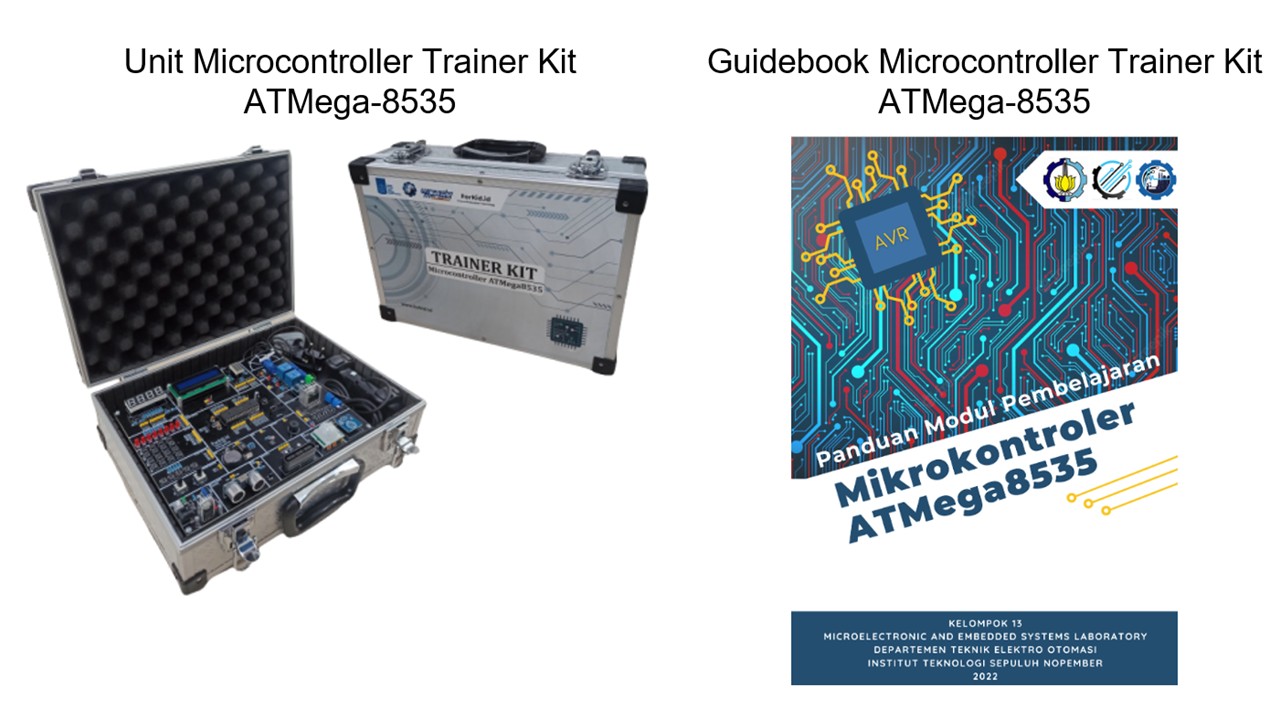 Unit Microcontroller Trainer Kit
ATMega-8535
Guidebook Microcontroller Trainer Kit
ATMega-8535
ForKid.id
TRAINER KIT
Microcontroller ATMega8535
AVR
Panduan Modul Pembelajaran
Mikrokontroler
ATMega8535
KELOMPOK 13
MICROELECTRONIC AND EMBEDDED SYSTEMS LABORATORY
DEPARTEMEN TEKNIK ELEKTRO OTOMASI
INSTITUT TEKNOLOGI SEPULUH NOPEMBER
2022